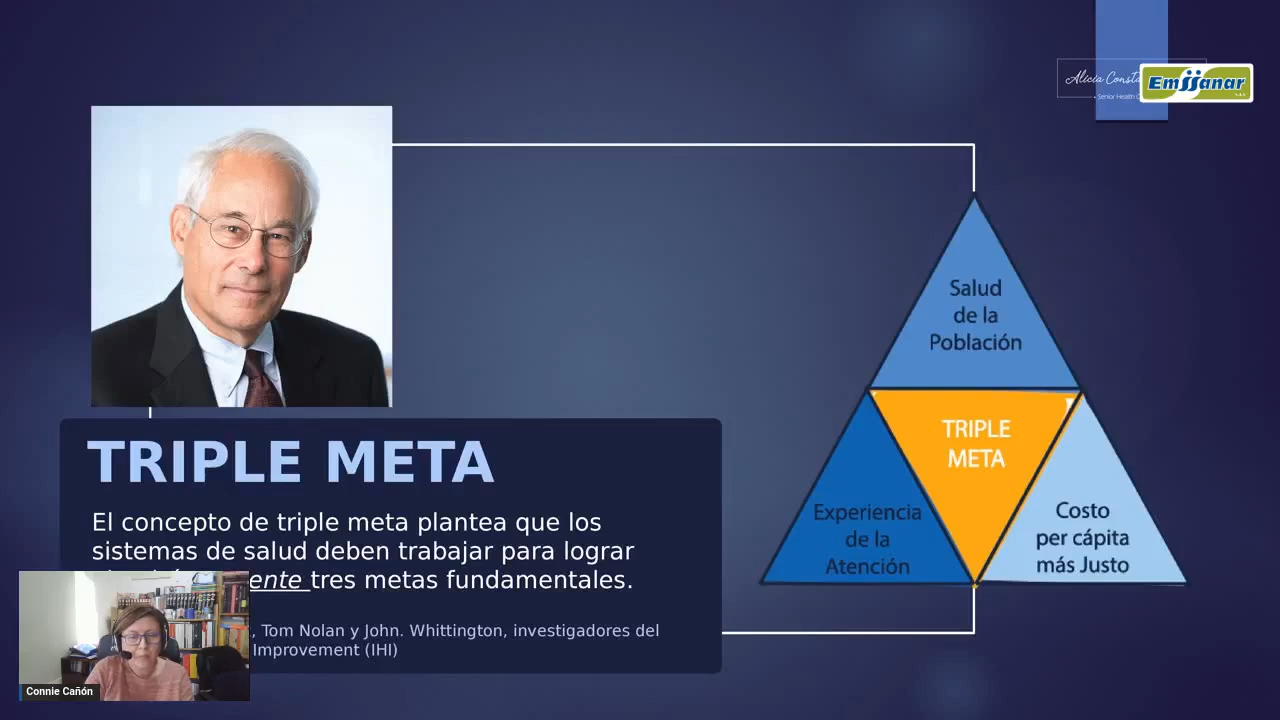 Alicia
Senior Health
Emssanar
Salud
de la
Población
TRIPLE
META
Experiencia
de la
Atención
Costo
per cápita
más Justo
TRIPLE META
El concepto de triple meta plantea que los
sistemas de salud deben trabajar para lograr
ente tres metas fundamentales.
, Tom Nolan y John. Whittington, investigadores del
Improvement (IHI)
Connie Cañón